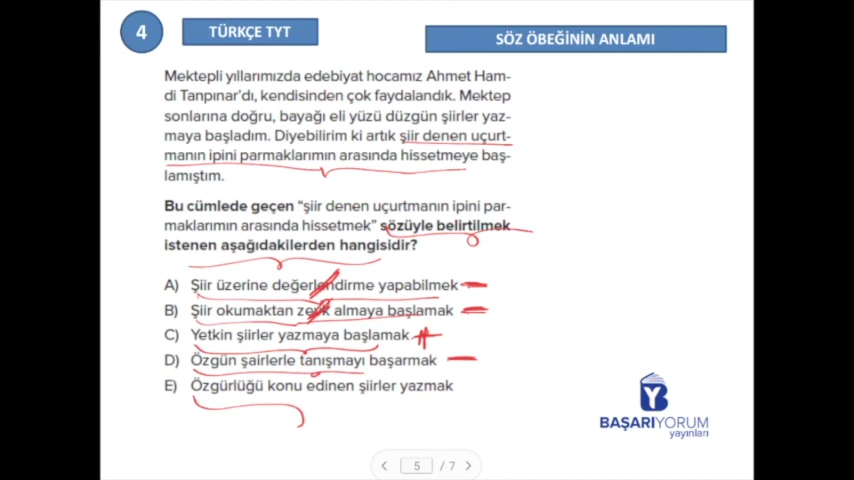 4
TÜRKÇE TYT
SÖZ ÖBEĞİNİN ANLAMI
Mektepli yıllarımızda edebiyat hocamız Ahmet Ham-
di Tanpınar'dı, kendisinden çok faydalandık. Mektep
sonlarına doğru, bayağı eli yüzü düzgün şiirler yaz-
maya başladım. Diyebilirim ki artık şiir denen uçurt-
manın ipini parmaklarımın arasında hissetmeye baş-
lamıştım.
Bu cümlede geçen "şiir denen uçurtmanın ipini par-
maklarımın arasında hissetmek" sözüyle belirtilmek
istenen aşağıdakilerden hangisidir?
A) Şiir üzerine değerlendirme yapabilmek
B) Şiir okumaktan zevk almaya başlamak
C) Yetkin şiirler yazmaya başlamak
D) Özgün şairlerle tanışmayı başarmak
E) Özgürlüğü konu edinen şiirler yazmak
BAŞARIYORUM
yayınları
5 / 7